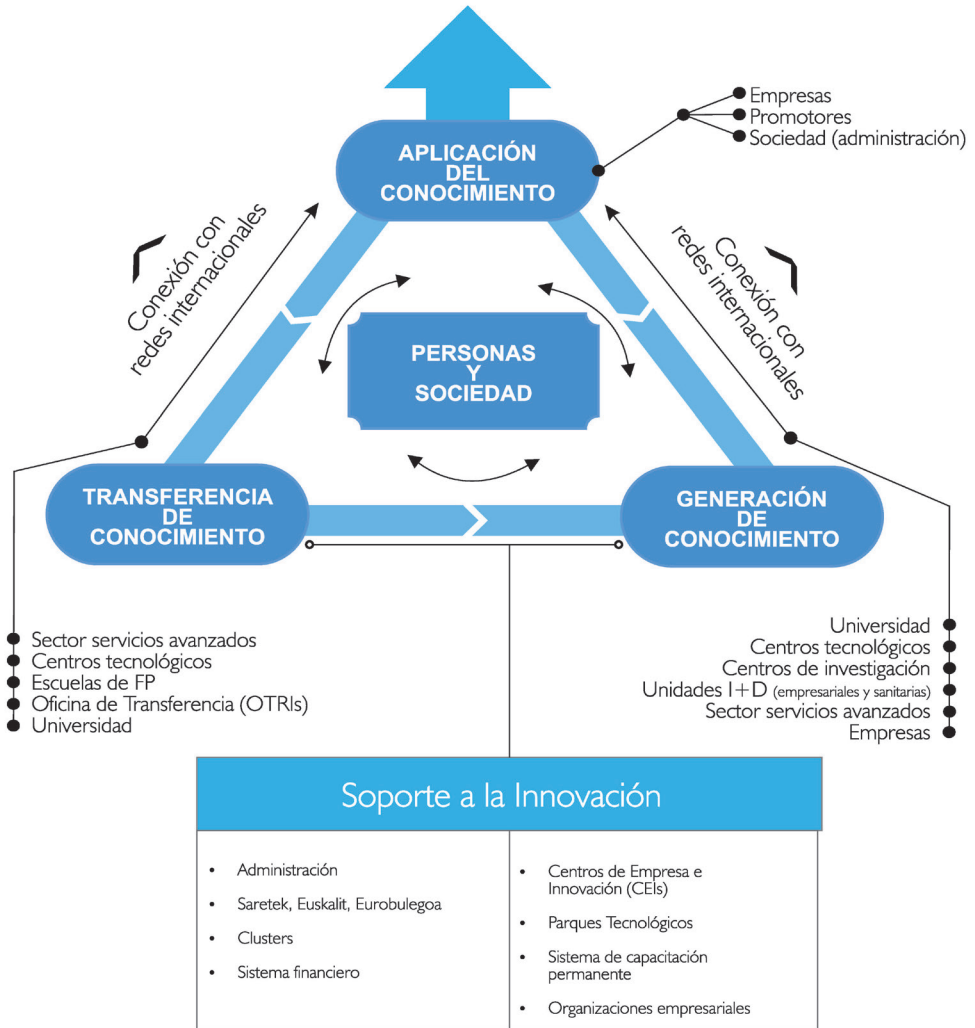 Empresas
Promotores
Sociedad (administración)
APLICACIÓN
DEL
CONOCIMIENTO
Conexión con
redes internacionales
Conexión con
redes internacionales
PERSONAS
Y
SOCIEDAD
TRANSFERENCIA
DE
CONOCIMIENTO
GENERACIÓN
DE
CONOCIMIENTO
Sector servicios avanzados
Centros tecnológicos
Escuelas de FP
Oficina de Transferencia (OTRIs)
Universidad
Universidad
Centros tecnológicos
Centros de investigación
Unidades I+D (empresariales y sanitarias)
Sector servicios avanzados
Empresas
Soporte a la Innovación
• Administración
• Saretek, Euskalit, Eurobulegoa
• Clusters
• Sistema financiero
• Centros de Empresa e
Innovación (CEIs)
• Parques Tecnológicos
• Sistema de capacitación
permanente
• Organizaciones empresariales